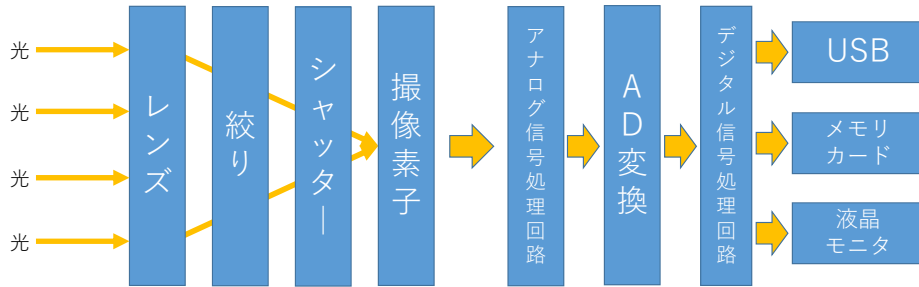 光
光
光
光
レンズ
絞り
シャッター
撮像素子
アナログ信号処理回路
AD変換
デジタル信号処理回路
USB
メモリ
カード
液晶
モニタ